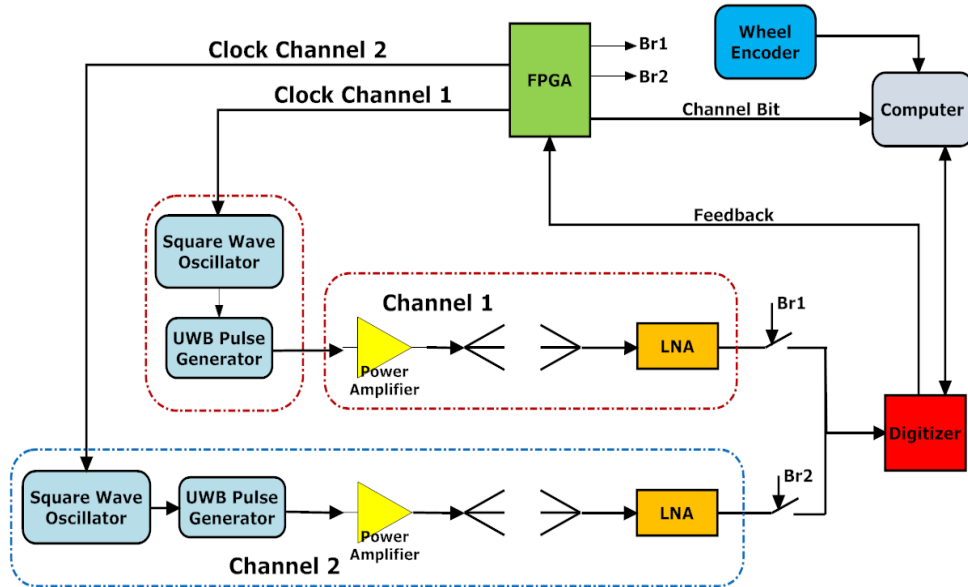 Clock Channel 2
Clock Channel 1
FPGA
Br1
Br2
Channel Bit
Wheel
Encoder
Computer
Feedback
Square Wave
Oscillator
UWB Pulse
Generator
Channel 1
Power
Amplifier
LNA
Br1
Digitizer
Square Wave
Oscillator
UWB Pulse
Generator
Power
Amplifier
LNA
Br2
Channel 2